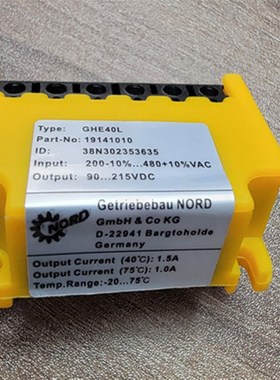 Type: GHE40L
Part-No: 19141010
ID: 38N302353635
Input: 200-10%...480+10%VAC
Output: 90...215VDC
NORD
Getriebebau NORD
GmbH & Co KG
D-22941 Bargtoholde
Germany
Output Current (40℃): 1.5A
Output Current (75℃): 1.0A
Temp.Range:-20...75℃